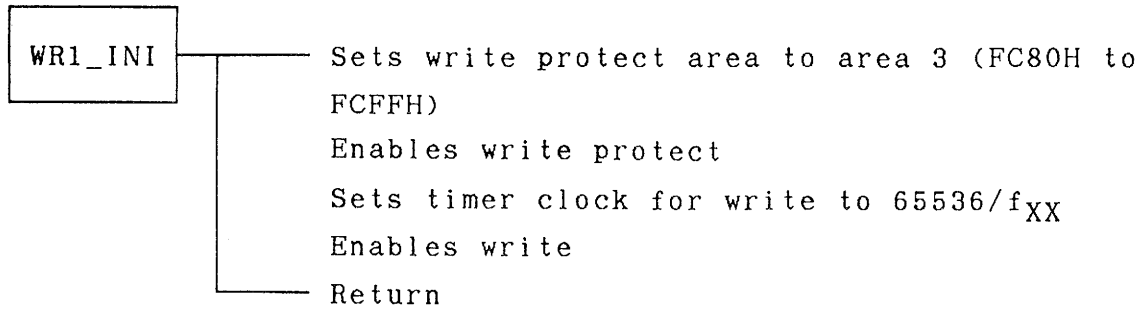 WR1_INI
Sets write protect area to area 3 (FC80H to
FCFFH)
Enables write protect
Sets timer clock for write to 65536/fXX
Enables write
Return